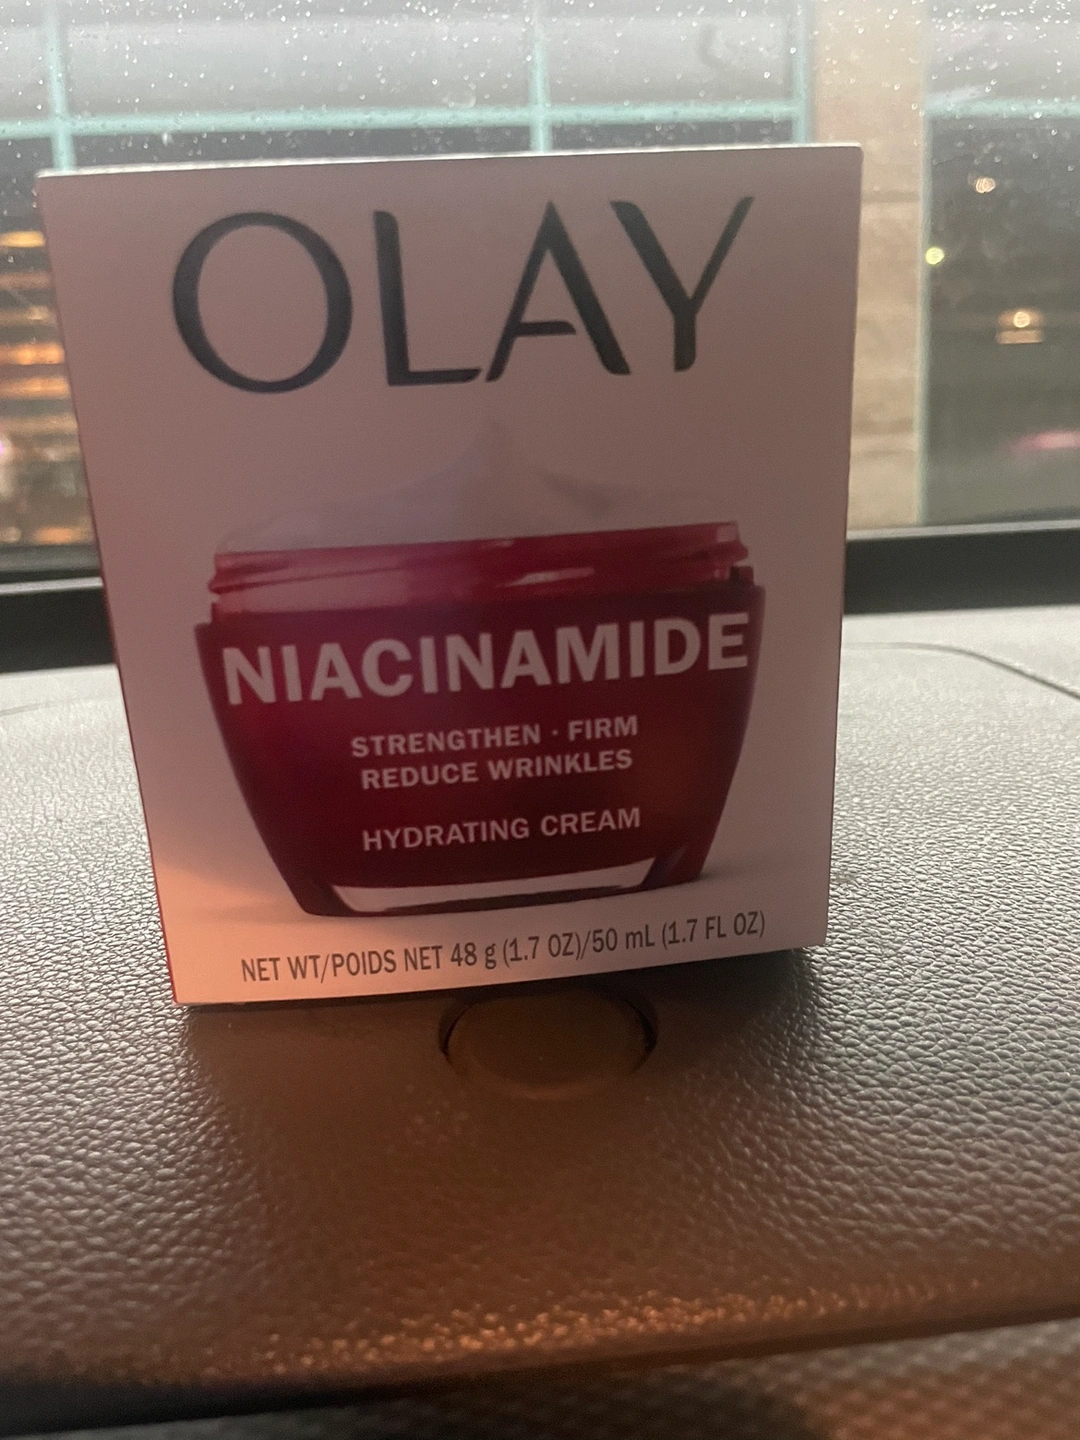 OLAY
NIACINAMIDE
STRENGTHEN · FIRM
REDUCE WRINKLES
HYDRATING CREAM
NET WT/POIDS NET 48 g (1.7 OZ)/50 mL (1.7 FL OZ)